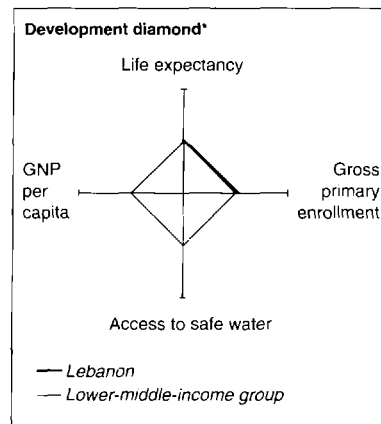 Development diamond*
Life expectancy
GNP
per
capita
Gross
primary
enrollment
Access to safe water
Lebanon
Lower-middle-income group